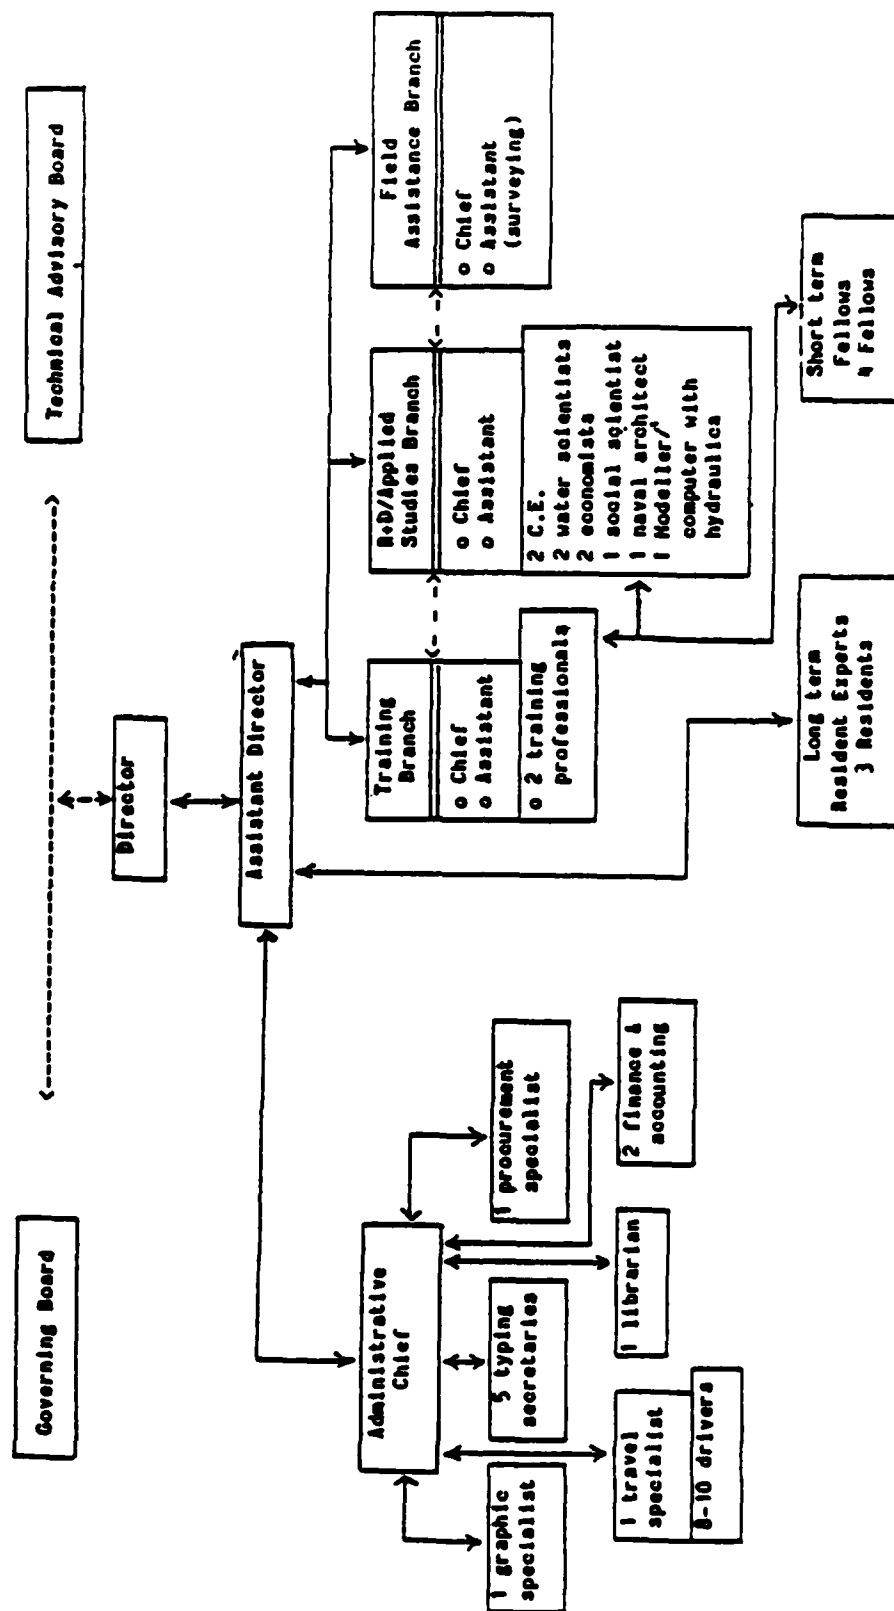 Governing Board
Technical Advisory Board
Director
Assistant Director
Administrative
Chief
Training
Branch
o Chief
o Assistant
o 2 training
professionals
R+D/Applied
Studies Branch
o Chief
o Assistant
2 C.E.
2 water scientists
2 economists
1 social scientist
1 naval architect
1 Modeller/
computer with
hydraulics
Field
Assistance Branch
o Chief
o Assistant
(surveying)
1 graphic
specialist
5 typing
secretaries
1 procurement
specialist
1 travel
specialist
8-10 drivers
1 librarian
2 finance &
accounting
Long term
Resident Experts
3 Residents
Short term
Fellows
4 Fellows